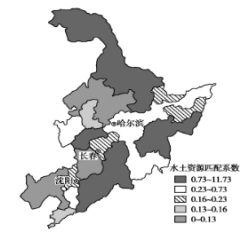 哈尔滨
长春
沈阳
水土资源匹配系数
0.73-11.73
0.23-0.73
0.16-0.23
0.13-0.16
0-0.13